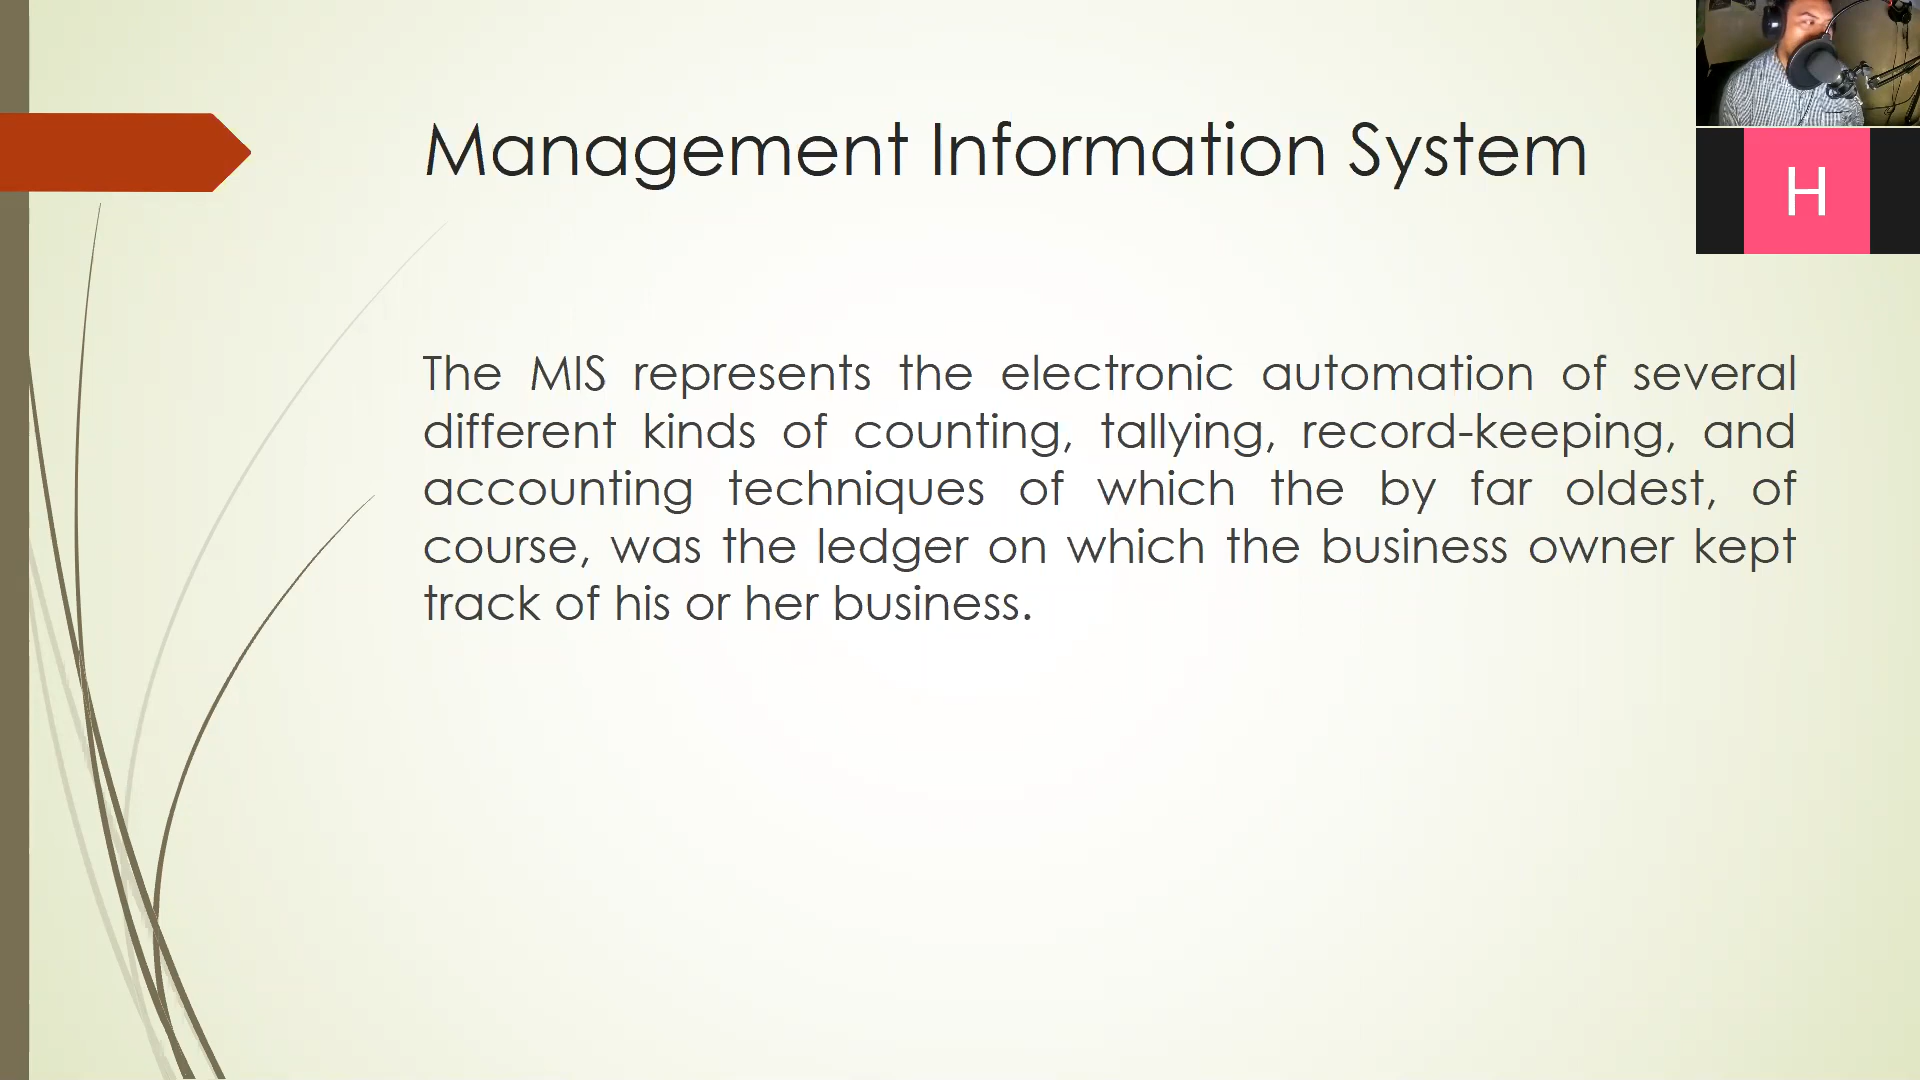 Management Information System
H
The MIS represents the electronic automation of several
different kinds of counting, tallying, record-keeping, and
accounting techniques of which the by far oldest, of
course, was the ledger on which the business owner kept
track of his or her business.